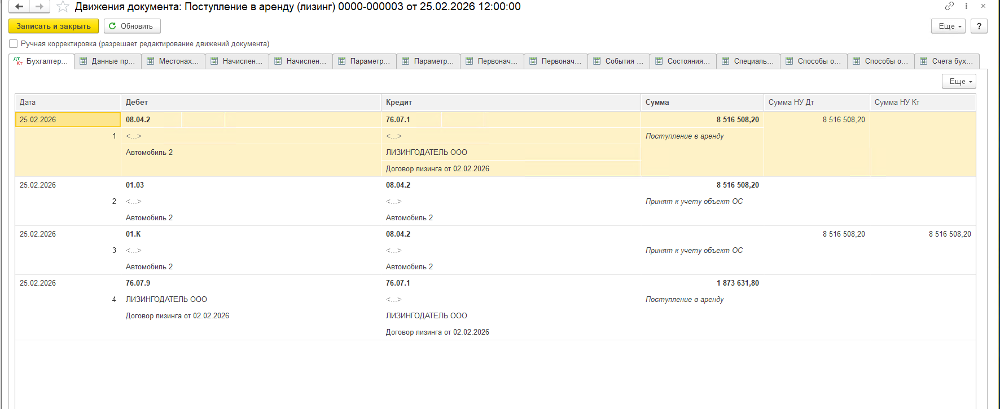 Движения документа: Поступление в аренду (лизинг) 0000-000003 от 25.02.2026 12:00:00
Записать и закрыть Обновить Еще ?
Ручная корректировка (разрешает редактирование движений документа)
Дт Кт Бухгалтер... Данные пр... Местонах... Начислен... Начислен... Параметр... Параметр... Первонач... Первонач... События ... Состояния... Специаль... Способы о... Способы о... Счета бух...
Еще
Дата Дебет Кредит Сумма Сумма НУ Дт Сумма НУ Кт
25.02.2026 08.04.2 76.07.1 8 516 508,20 8 516 508,20
1 <...> <...> Поступление в аренду
Автомобиль 2 ЛИЗИНГОДАТЕЛЬ ООО
Договор лизинга от 02.02.2026
25.02.2026 01.03 08.04.2 8 516 508,20
2 <...> <...> Принят к учету объект ОС
Автомобиль 2 Автомобиль 2
25.02.2026 01.К 08.04.2 8 516 508,20 8 516 508,20
3 <...> <...> Принят к учету объект ОС
Автомобиль 2 Автомобиль 2
25.02.2026 76.07.9 76.07.1 1 873 631,80
4 ЛИЗИНГОДАТЕЛЬ ООО <...> Поступление в аренду
Договор лизинга от 02.02.2026 ЛИЗИНГОДАТЕЛЬ ООО
Договор лизинга от 02.02.2026